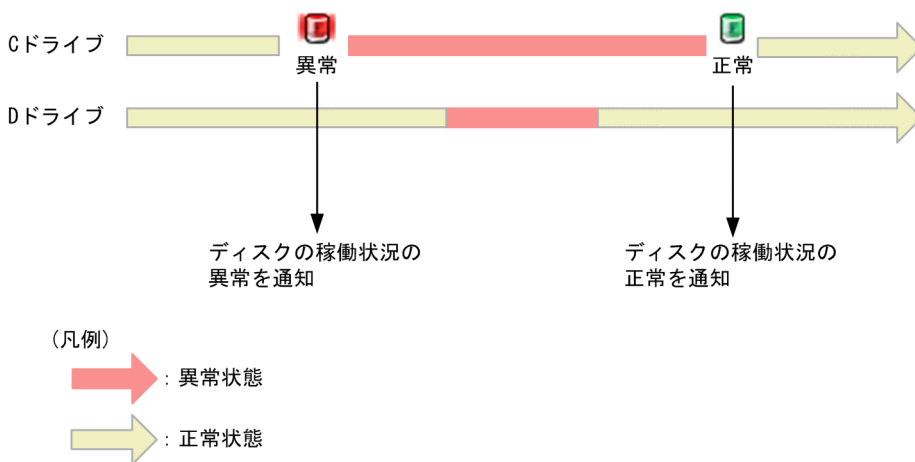 Cドライブ
異常
正常
Dドライブ
ディスクの稼働状況の
異常を通知
ディスクの稼働状況の
正常を通知
(凡例)
: 異常状態
: 正常状態